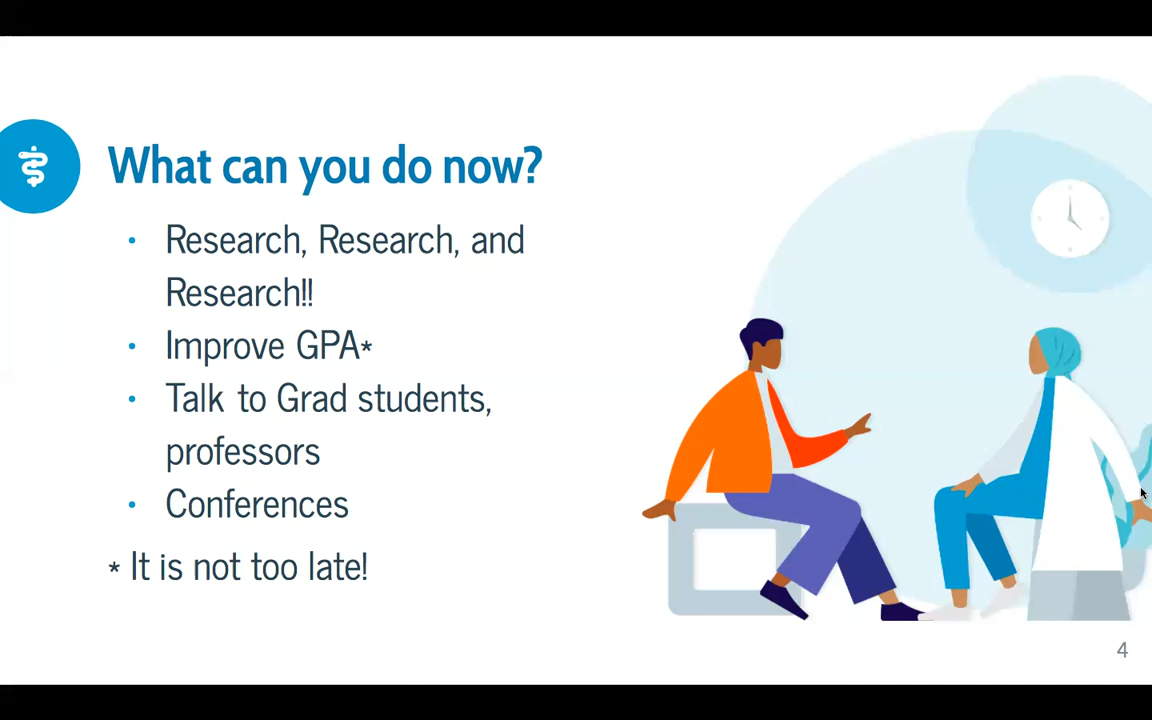 What can you do now?
• Research, Research, and
Research!!
• Improve GPA*
• Talk to Grad students,
professors
• Conferences
* It is not too late!
4